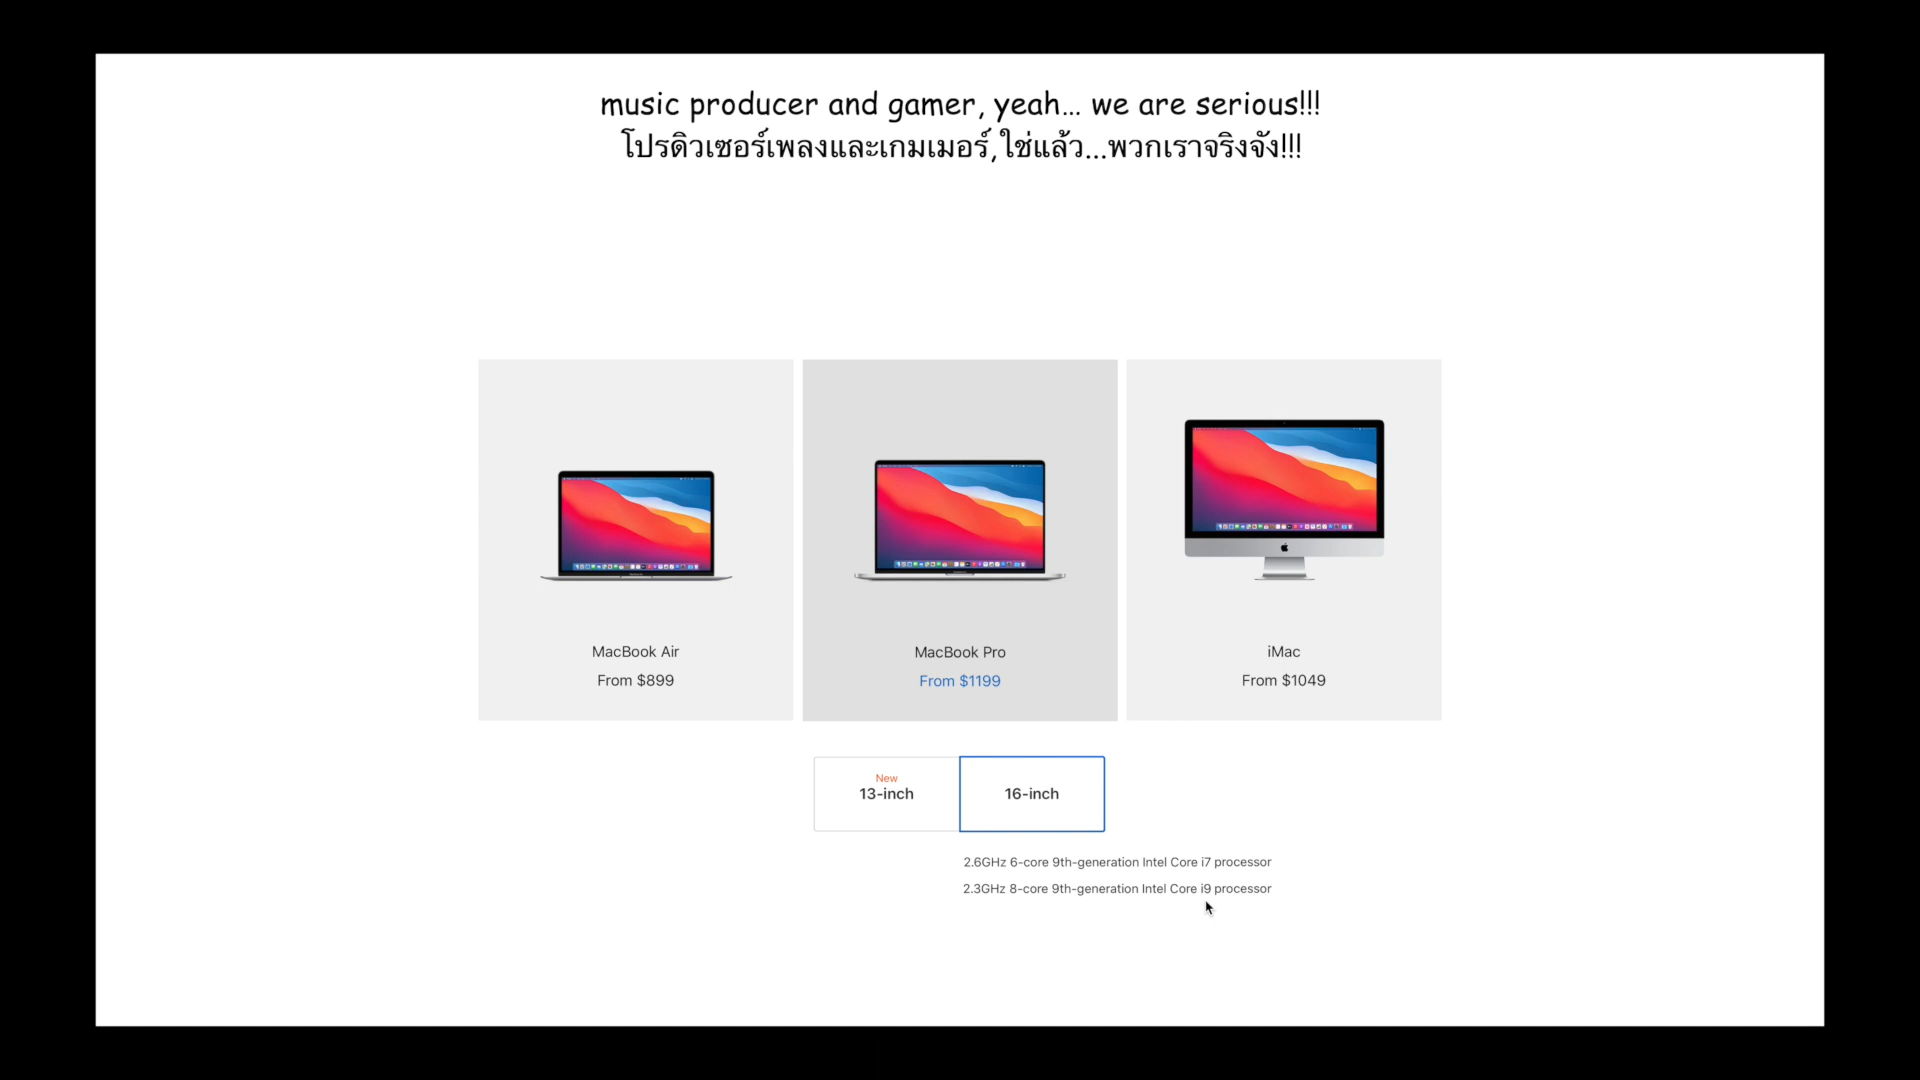 music producer and gamer, yeah... we are serious!!!
โปรดิวเซอร์เพลงและเกมเมอร์,ใช่แล้ว...พวกเราจริงจัง!!!
MacBook Air
From $899
MacBook Pro
From $1199
iMac
From $1049
New
13-inch
16-inch
2.6GHz 6-core 9th-generation Intel Core i7 processor
2.3GHz 8-core 9th-generation Intel Core i9 processor